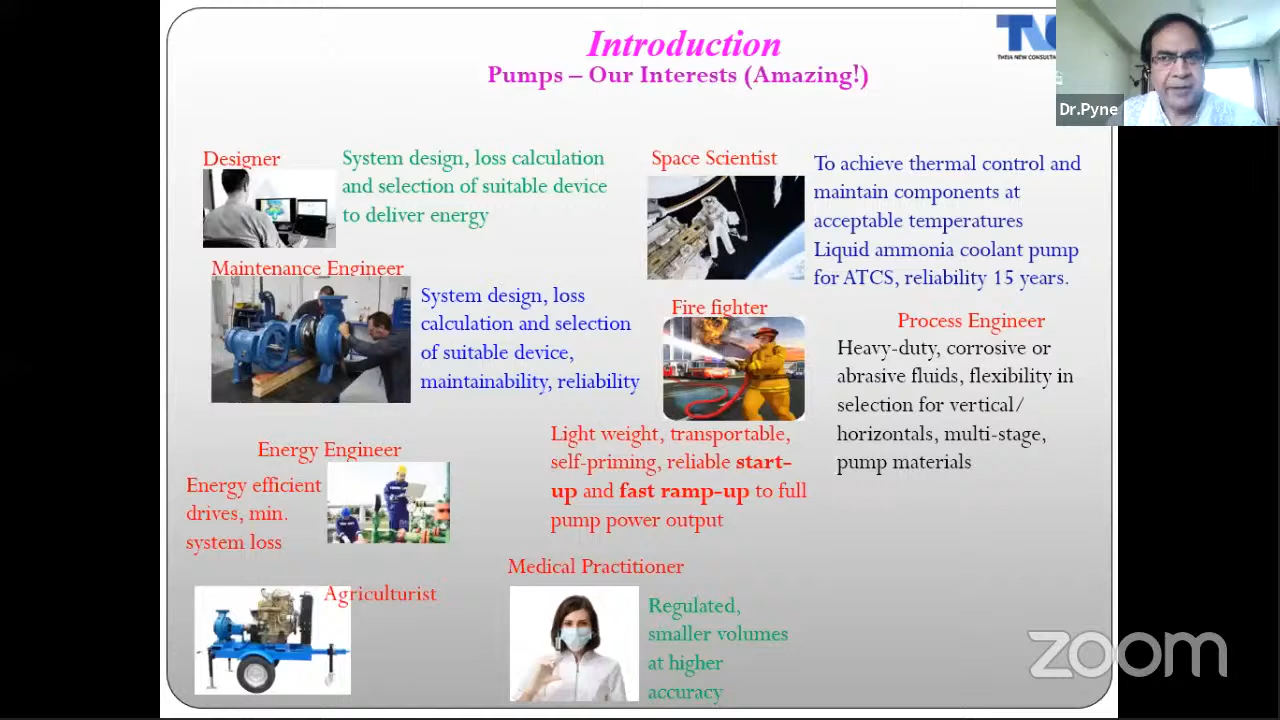 Introduction
Pumps – Our Interests (Amazing!)
THEIA NEW CONSULTA
Dr.Pyne
Designer
System design, loss calculation
and selection of suitable device
to deliver energy
Maintenance Engineer
System design, loss
calculation and selection
of suitable device,
maintainability, reliability
Space Scientist
To achieve thermal control and
maintain components at
acceptable temperatures
Liquid ammonia coolant pump
for ATCS, reliability 15 years.
Fire fighter
Light weight, transportable,
self-priming, reliable start-
up and fast ramp-up to full
pump power output
Process Engineer
Heavy-duty, corrosive or
abrasive fluids, flexibility in
selection for vertical/
horizontals, multi-stage,
pump materials
Energy Engineer
Energy efficient
drives, min.
system loss
Agriculturist
Medical Practitioner
Regulated,
smaller volumes
at higher
accuracy
zoom